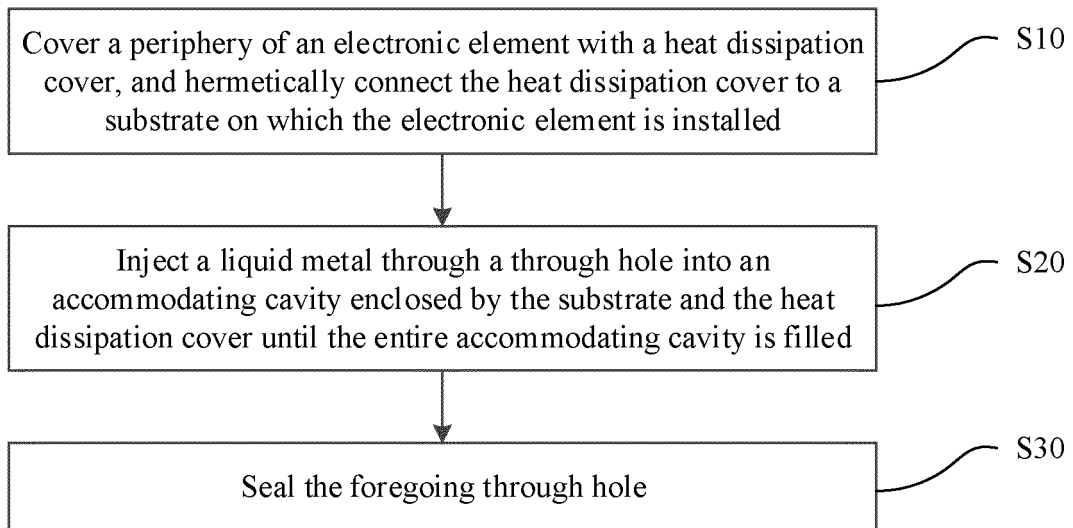 Cover a periphery of an electronic element with a heat dissipation
cover, and hermetically connect the heat dissipation cover to a
substrate on which the electronic element is installed
S10
Inject a liquid metal through a through hole into an
accommodating cavity enclosed by the substrate and the heat
dissipation cover until the entire accommodating cavity is filled
S20
Seal the foregoing through hole
S30